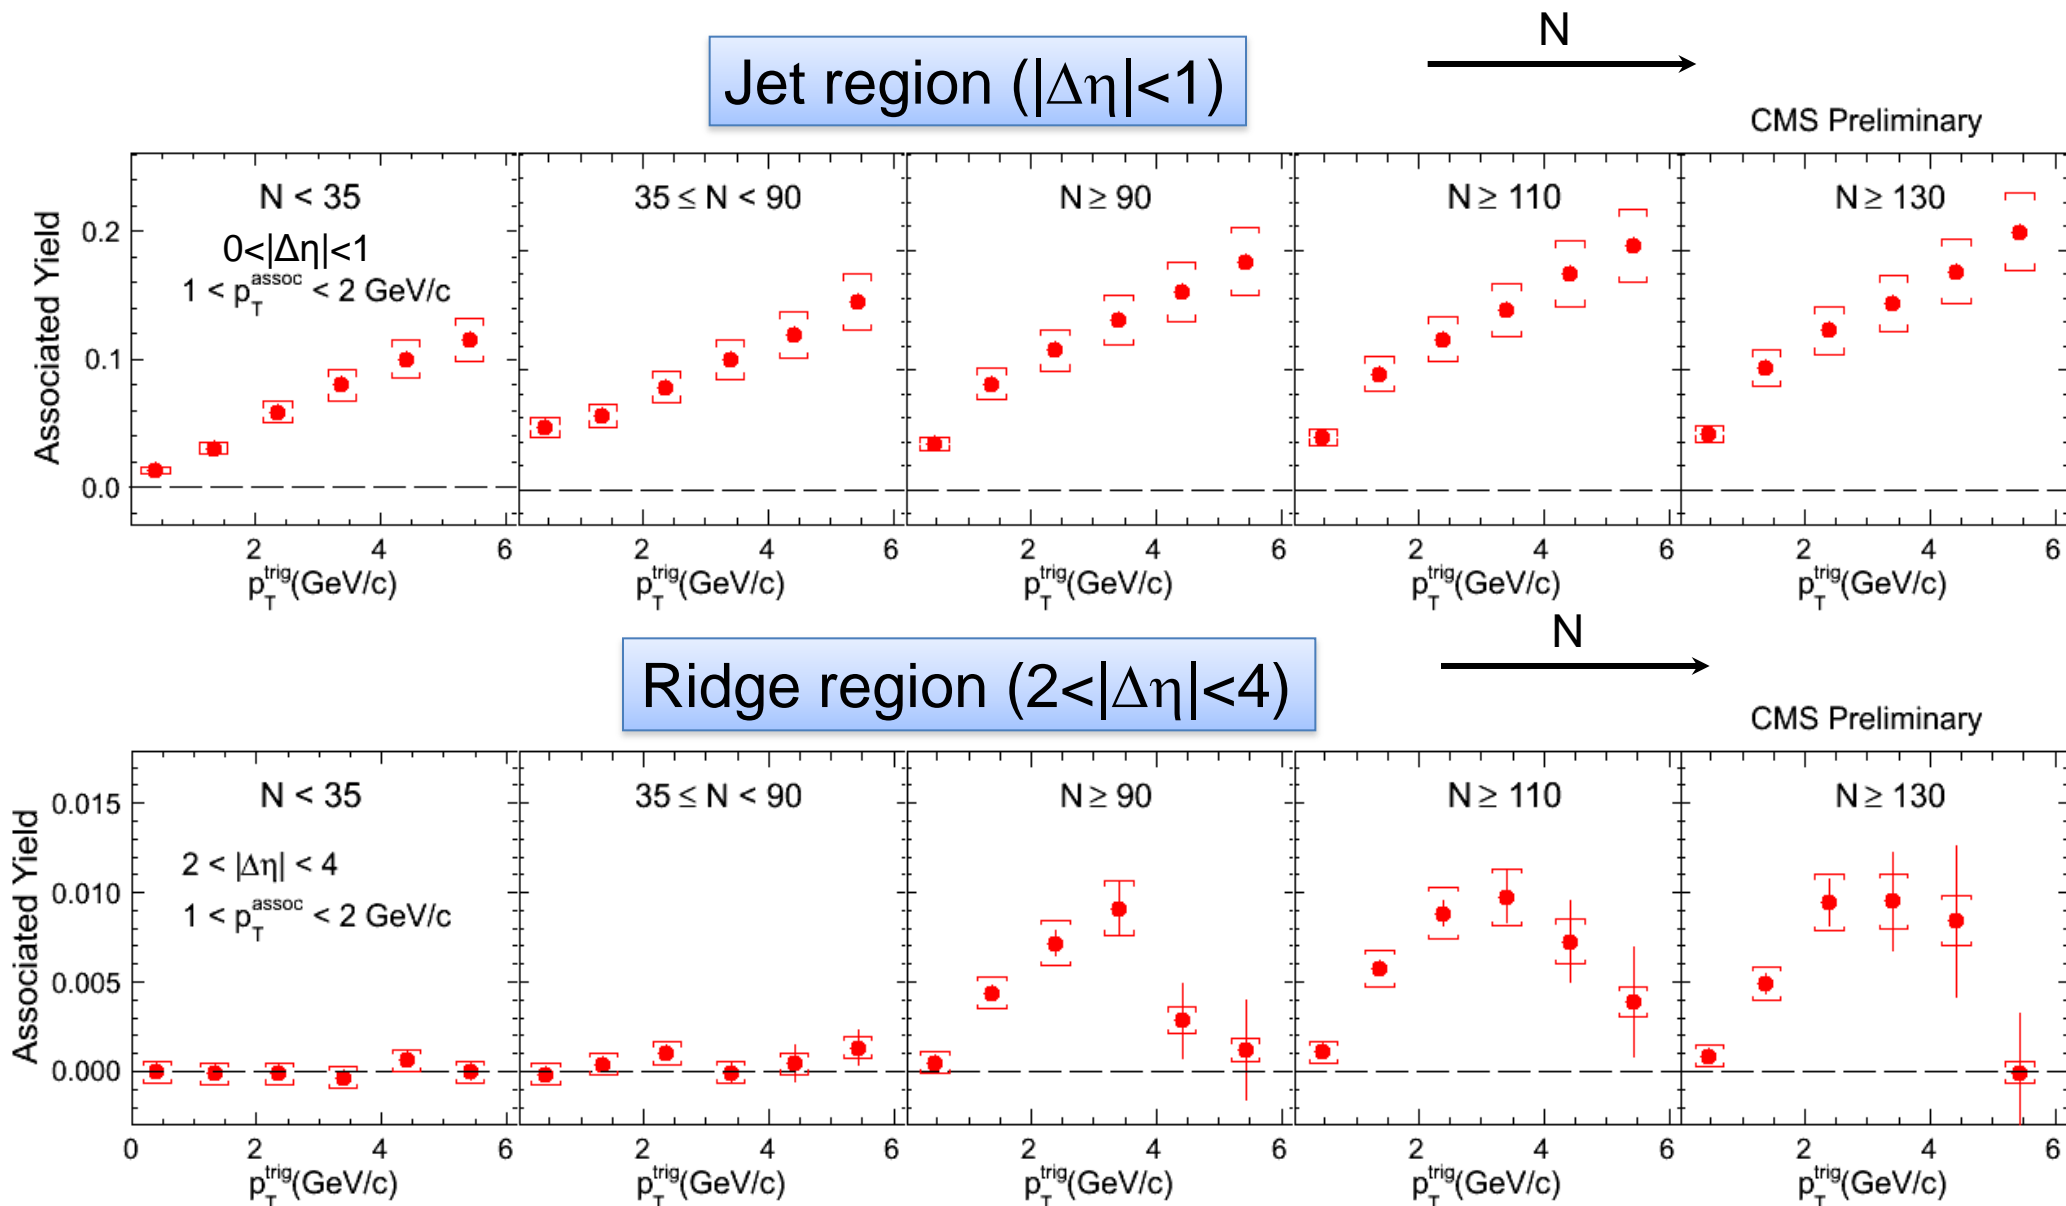 N
Jet region (|Δη|<1)
CMS Preliminary
N < 35
35 ≤ N < 90
N ≥ 90
N ≥ 110
N ≥ 130
0<|Δη|<1
1 < p_T^assoc < 2 GeV/c
Associated Yield
0.2
0.1
0.0
2 4 6 2 4 6 2 4 6 2 4 6 2 4 6
p_T^trig(GeV/c) p_T^trig(GeV/c) p_T^trig(GeV/c) p_T^trig(GeV/c) p_T^trig(GeV/c)
N
Ridge region (2<|Δη|<4)
CMS Preliminary
N < 35
35 ≤ N < 90
N ≥ 90
N ≥ 110
N ≥ 130
2 < |Δη| < 4
1 < p_T^assoc < 2 GeV/c
Associated Yield
0.015
0.010
0.005
0.000
0 2 4 6 2 4 6 2 4 6 2 4 6 2 4 6
p_T^trig(GeV/c) p_T^trig(GeV/c) p_T^trig(GeV/c) p_T^trig(GeV/c) p_T^trig(GeV/c)